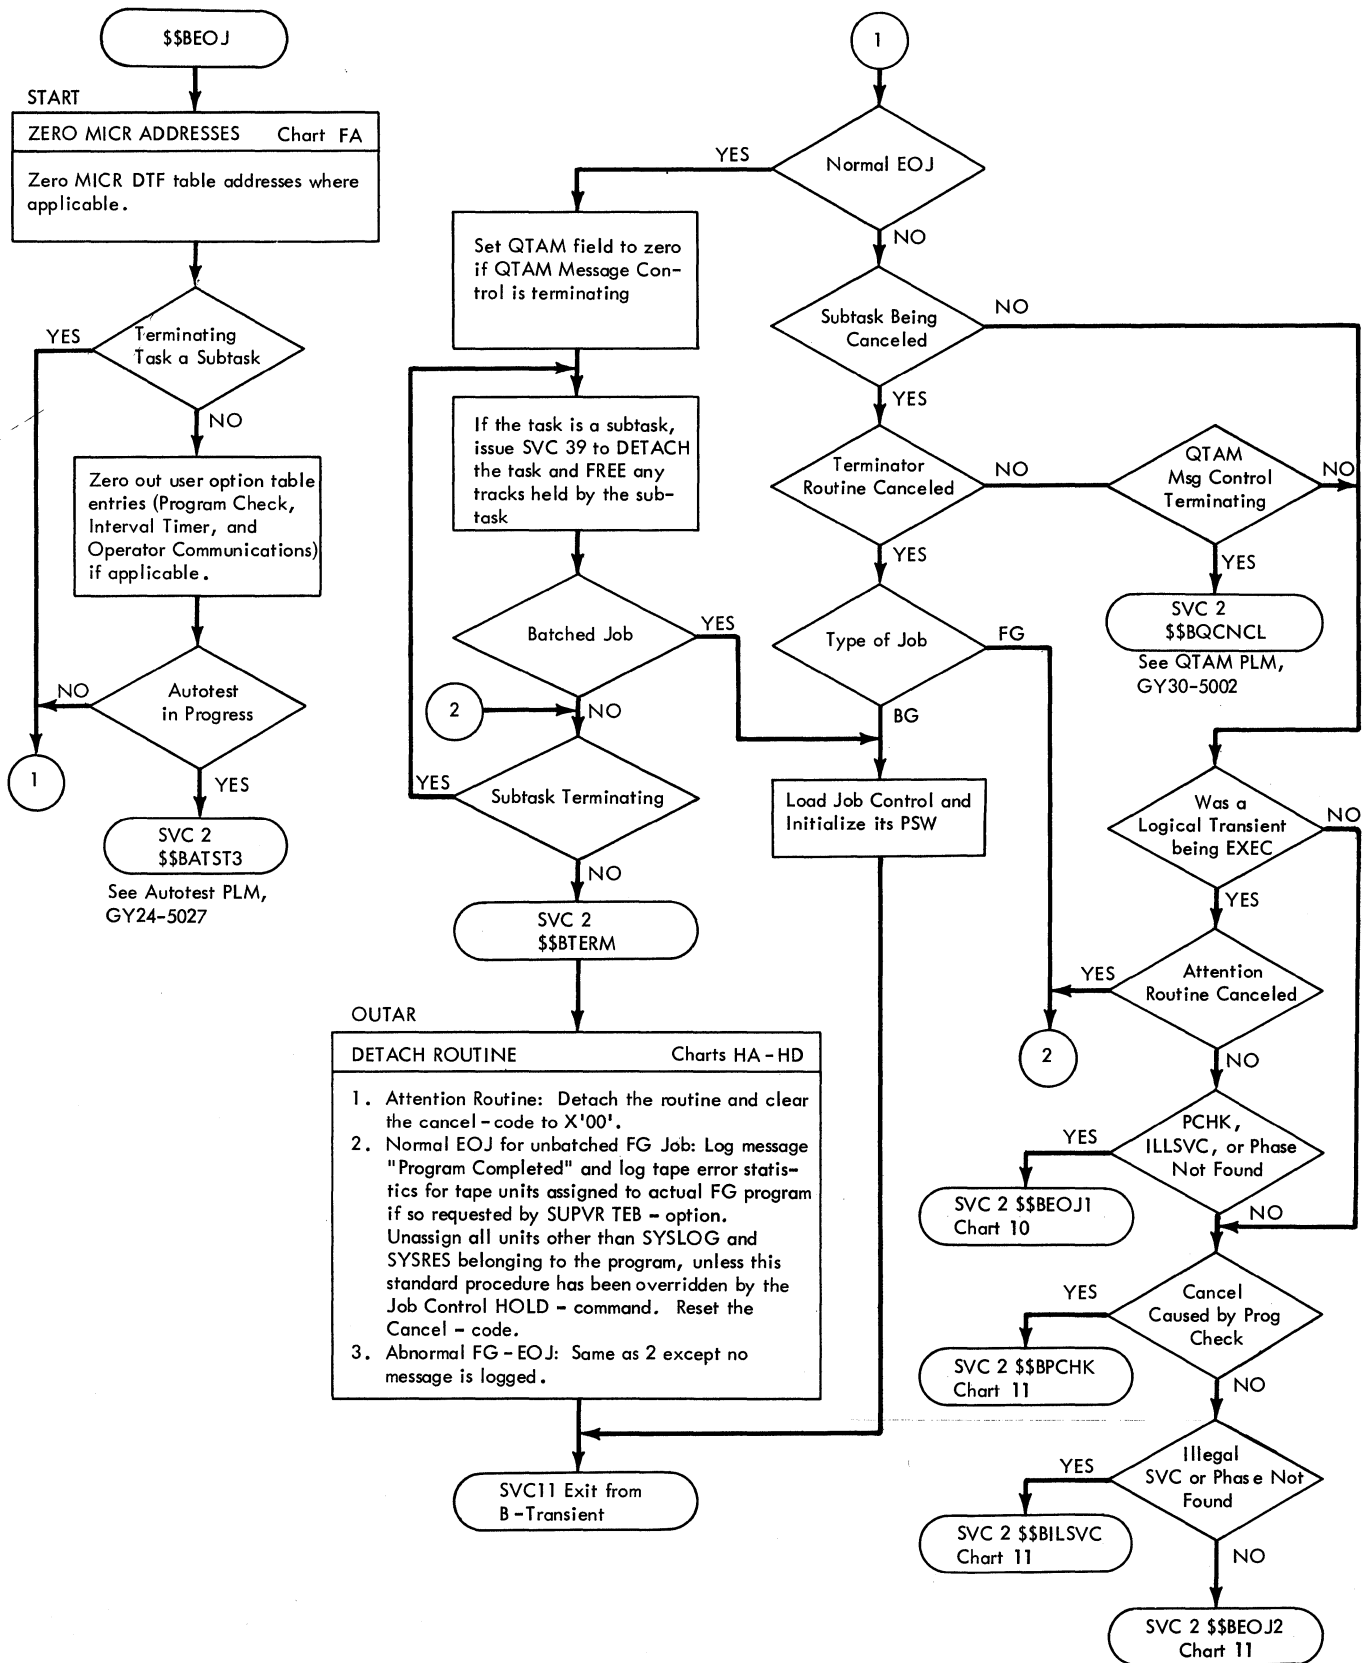 $$BEOJ
START
ZERO MICR ADDRESSES Chart FA
Zero MICR DTF table addresses where
applicable.
YES
Terminating
Task a Subtask
NO
Zero out user option table
entries (Program Check,
Interval Timer, and
Operator Communications)
if applicable.
NO
Autotest
in Progress
1
YES
SVC 2
$$BATST3
See Autotest PLM,
GY24-5027
1
YES
Normal EOJ
NO
Set QTAM field to zero
if QTAM Message Con-
trol is terminating
Subtask Being
Canceled
NO
YES
If the task is a subtask,
issue SVC 39 to DETACH
the task and FREE any
tracks held by the sub-
task
Terminator
Routine Canceled
NO
QTAM
Msg Control
Terminating
NO
YES
YES
SVC 2
$$BQCNCL
See QTAM PLM,
GY30-5002
Batched Job
YES
Type of Job
FG
2
NO
BG
YES
Subtask Terminating
Load Job Control and
Initialize its PSW
NO
SVC 2
$$BTERM
Was a
Logical Transient
being EXEC
NO
YES
YES
Attention
Routine Canceled
2
NO
OUTAR
DETACH ROUTINE Charts HA-HD
1. Attention Routine: Detach the routine and clear
the cancel-code to X'00'.
2. Normal EOJ for unbatched FG Job: Log message
"Program Completed" and log tape error statis-
tics for tape units assigned to actual FG program
if so requested by SUPVR TEB - option.
Unassign all units other than SYSLOG and
SYSRES belonging to the program, unless this
standard procedure has been overridden by the
Job Control HOLD - command. Reset the
Cancel - code.
3. Abnormal FG-EOJ: Same as 2 except no
message is logged.
YES
PCHK,
ILLSVC, or Phase
Not Found
SVC 2 $$BEOJ1
Chart 10
NO
YES
Cancel
Caused by Prog
Check
SVC 2 $$BPCHK
Chart 11
NO
SVC11 Exit from
B-Transient
YES
Illegal
SVC or Phase Not
Found
SVC 2 $$BILSVC
Chart 11
NO
SVC 2 $$BEOJ2
Chart 11